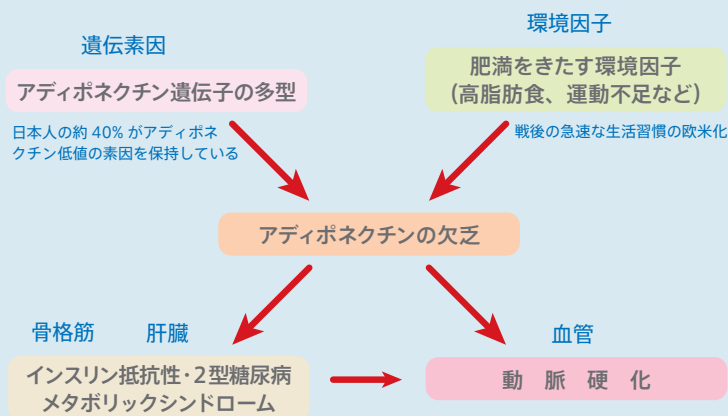 遺伝素因
環境因子
アディポネクチン遺伝子の多型
肥満をきたす環境因子
（高脂肪食、運動不足など）
日本人の約 40% がアディポネ
クチン低値の素因を保持している
戦後の急速な生活習慣の欧米化
アディポネクチンの欠乏
骨格筋 肝臓
血管
インスリン抵抗性・2型糖尿病
メタボリックシンドローム
動 脈 硬 化